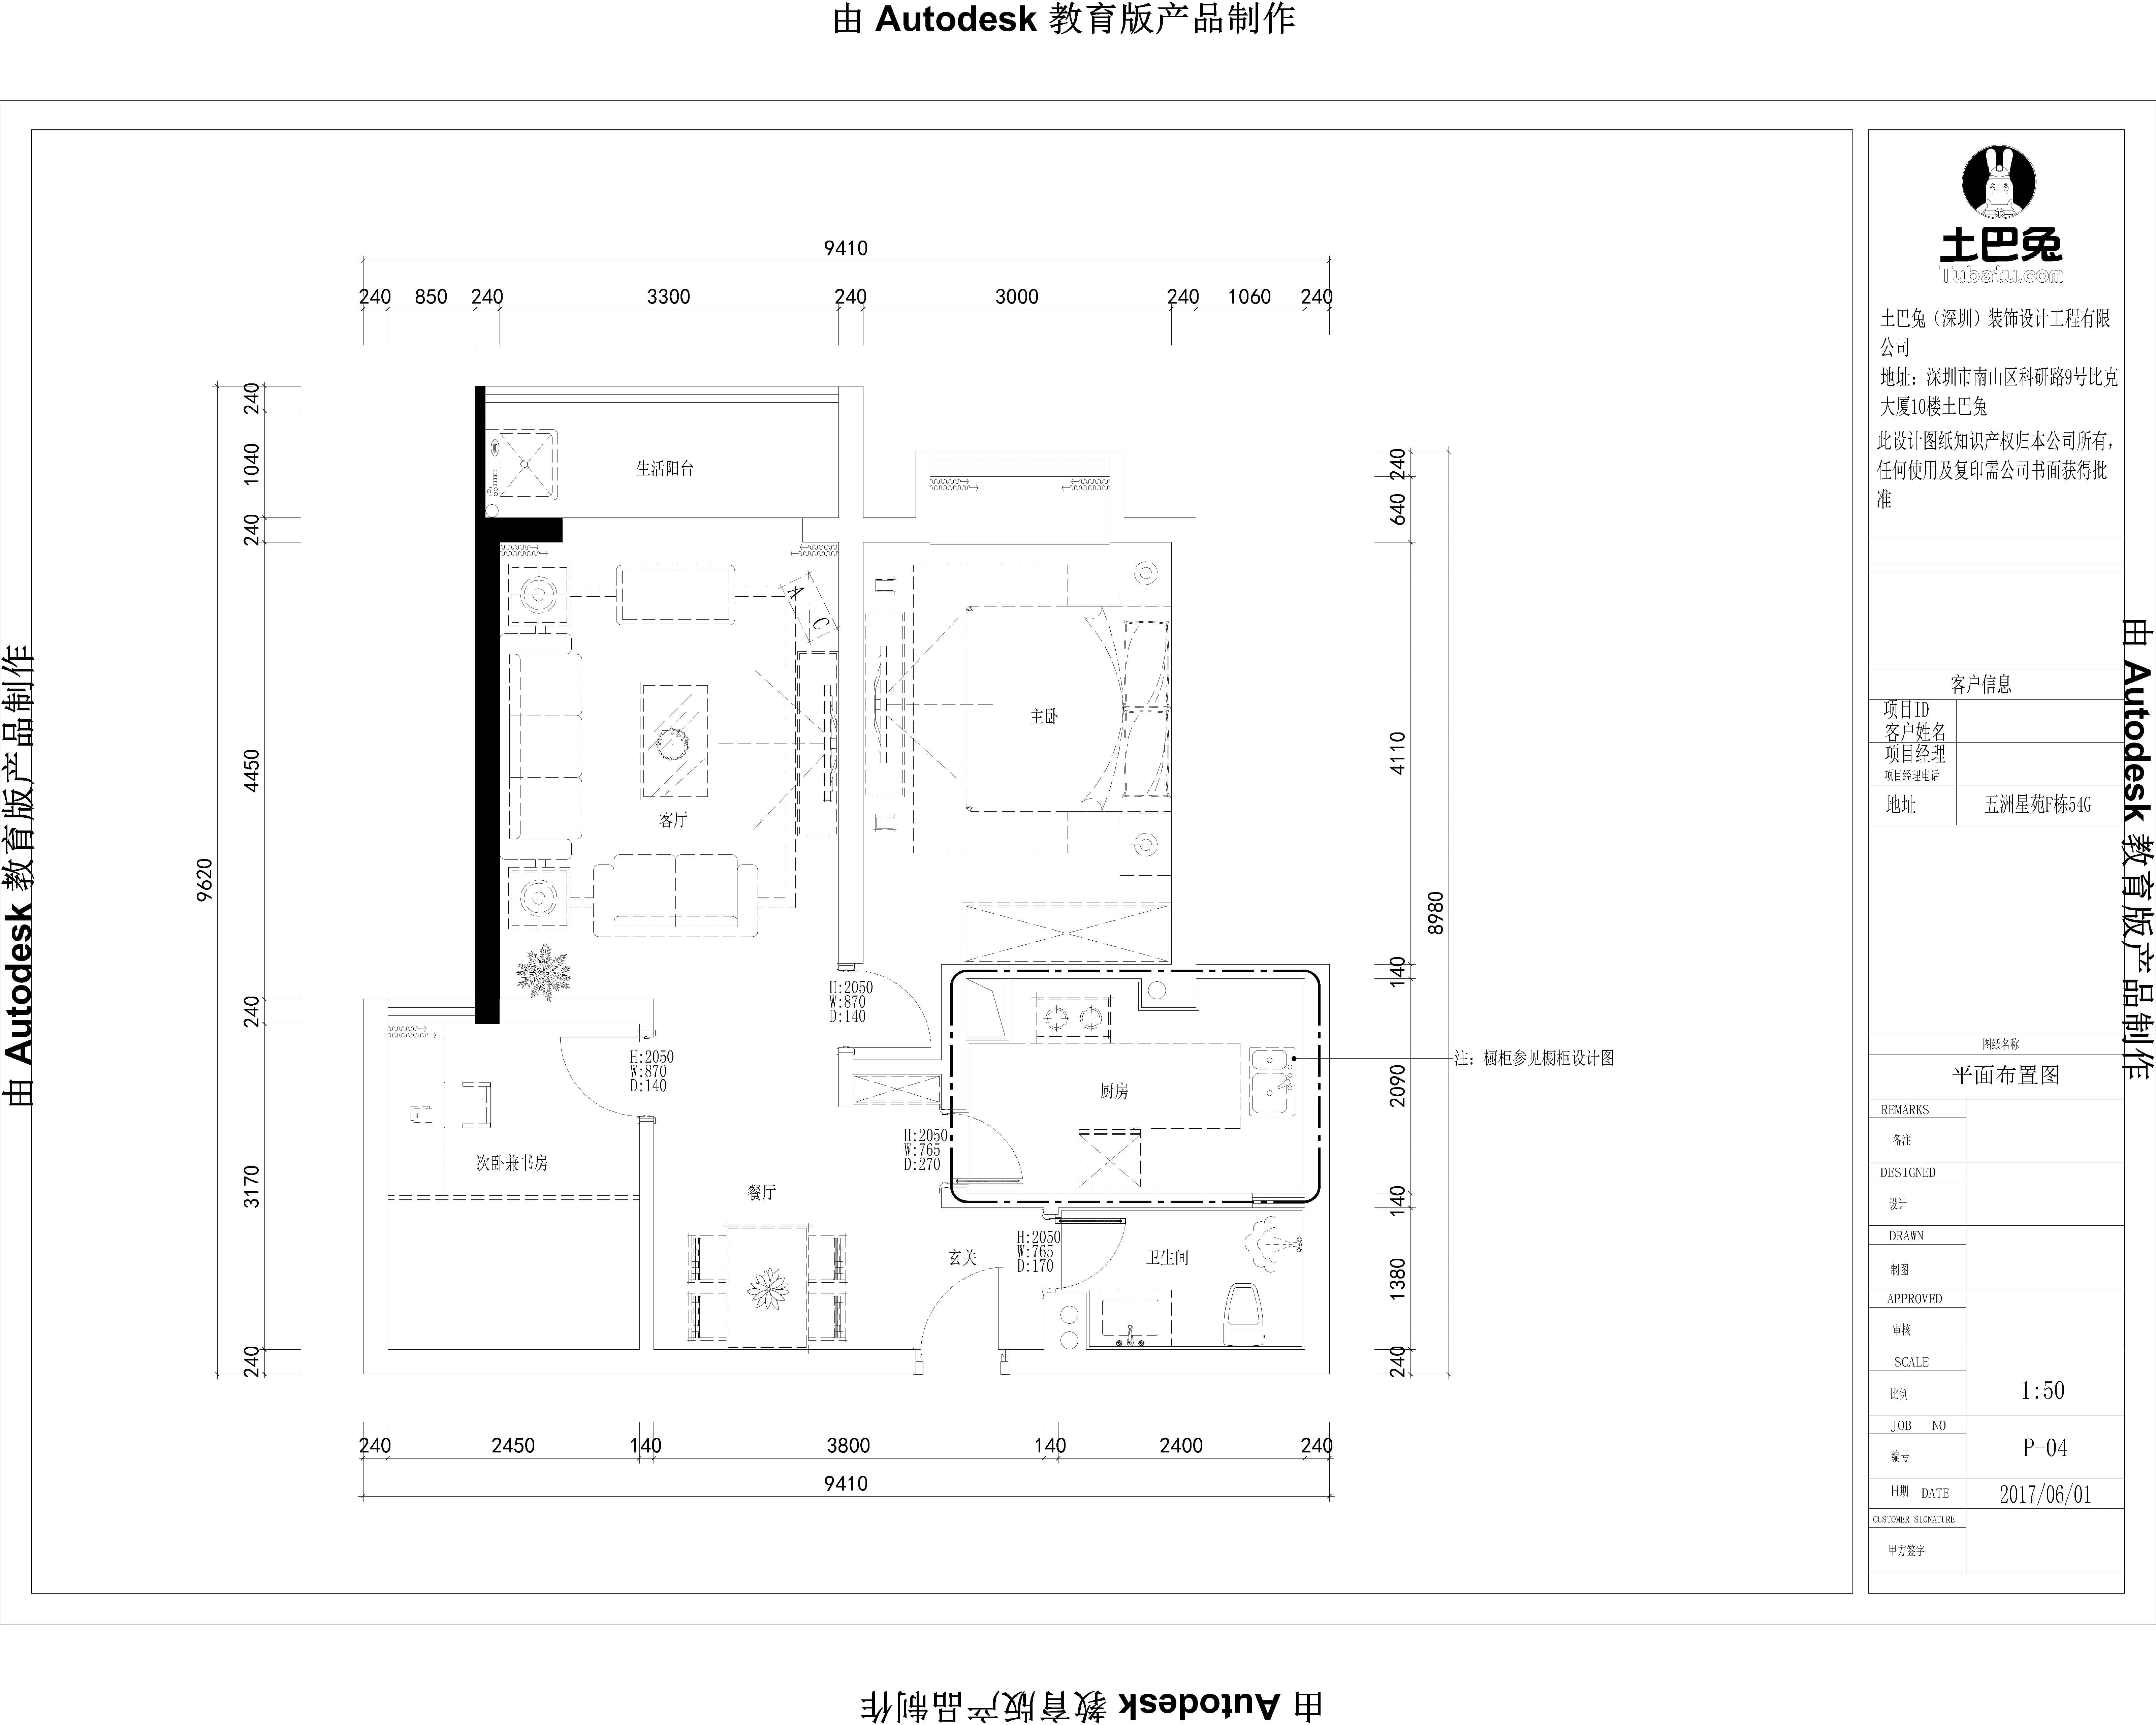 由 Autodesk 教育版产品制作
9410
240 850 240 3300 240 3000 240 1060 240
240
1040
240
4450
240
3170
240
9620
生活阳台
客厅
A
C
主卧
H:2050
W:870
D:140
H:2050
W:870
D:140
次卧兼书房
餐厅
H:2050
W:765
D:270
厨房
注：橱柜参见橱柜设计图
玄关
H:2050
W:765
D:170
卫生间
240
640
4110
140
2090
140
1380
240
8980
240 2450 140 3800 140 2400 240
9410
土巴兔
Tubatu.com
土巴兔（深圳）装饰设计工程有限
公司
地址：深圳市南山区科研路9号比克
大厦10楼土巴兔
此设计图纸知识产权归本公司所有，
任何使用及复印需公司书面获得批
准
客户信息
项目ID
客户姓名
项目经理
项目经理电话
地址 五洲星苑F栋54G
图纸名称
平面布置图
REMARKS
备注
DESIGNED
设计
DRAWN
制图
APPROVED
审核
SCALE
比例 1:50
JOB NO
编号 P-04
日期 DATE 2017/06/01
CUSTOMER SIGNATURE
甲方签字
由 Autodesk 教育版产品制作
由 Autodesk 教育版产品制作
由 Autodesk 教育版产品制作